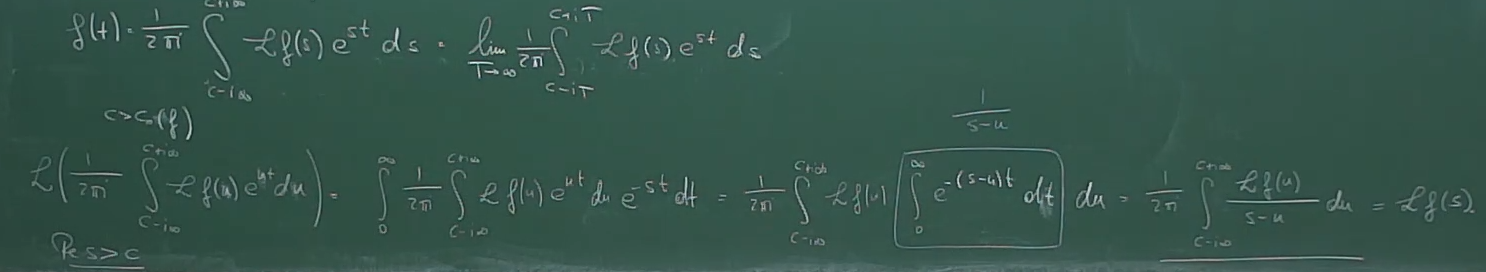 f(t) = \frac{1}{2\pi i} \int_{c-i\infty}^{c+i\infty} \mathcal{L}f(s) e^{st} ds = \lim_{T→∞} \frac{1}{2\pi i} \int_{c-iT}^{c+iT} \mathcal{L}f(s) e^{st} ds
c > c_0(f)
\frac{1}{s-u}
\mathcal{L}\left( \frac{1}{2\pi i} \int_{c-i\infty}^{c+i\infty} \mathcal{L}f(u) e^{ut} du \right) = \int_0^\infty \frac{1}{2\pi i} \int_{c-i\infty}^{c+i\infty} \mathcal{L}f(u) e^{ut} du e^{-st} dt = \frac{1}{2\pi i} \int_{c-i\infty}^{c+i\infty} \mathcal{L}f(u) \int_0^\infty e^{-(s-u)t} dt du = \frac{1}{2\pi i} \int_{c-i\infty}^{c+i\infty} \frac{\mathcal{L}f(u)}{s-u} du = \mathcal{L}f(s).
Re s > c